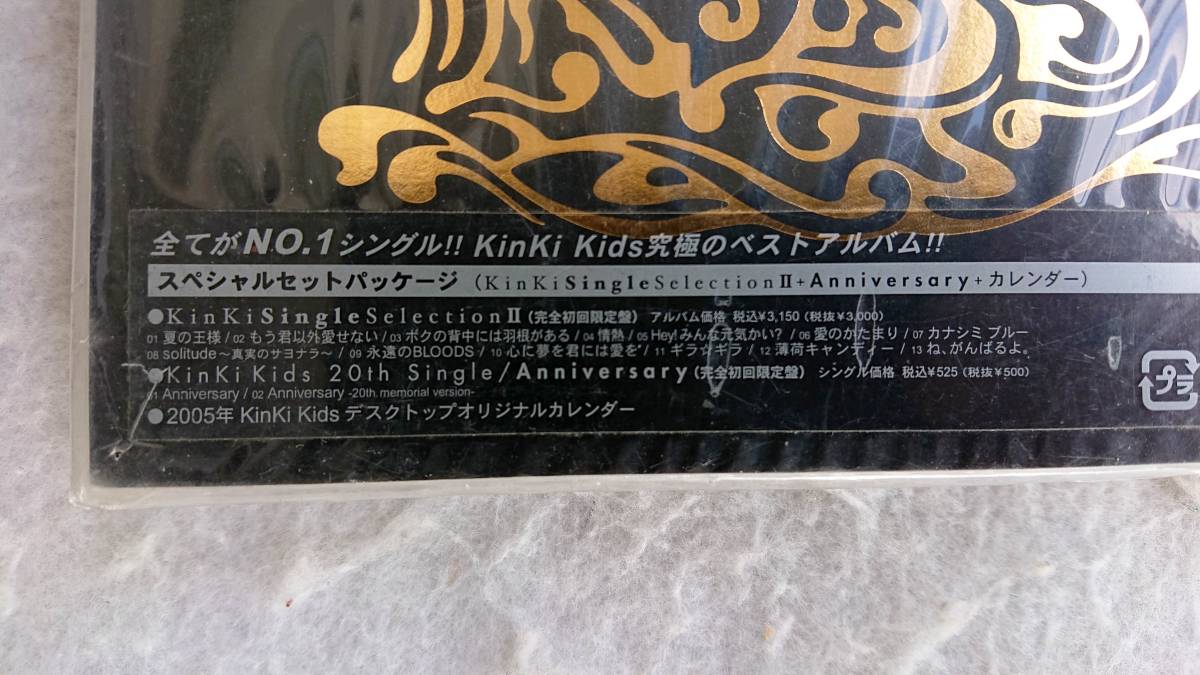 全てがNO.1シングル!! KinKi Kids究極のベストアルバム!!
スペシャルセットパッケージ（KinKiSingleSelectionⅡ+Anniversary+カレンダー）
●KinKiSingleSelectionⅡ(完全初回限定盤) アルバム価格 税込¥3,150（税抜¥3,000）
01 夏の王様 / 02 もう君以外愛せない / 03 ボクの背中には羽根がある / 04 情熱 / 05 Hey! みんな元気かい? / 06 愛のかたまり / 07 カナシミ ブルー
08 solitude～真実のサヨナラ～ / 09 永遠のBLOODS / 10 心に夢を君には愛を / 11 ギラ☆ギラ / 12 薄荷キャンディー / 13 ね、がんばるよ。
●KinKi Kids 20th Single/Anniversary(完全初回限定盤) シングル価格 税込¥525（税抜¥500）
01 Anniversary / 02 Anniversary -20th. memorial version-
●2005年 KinKi Kids デスクトップオリジナルカレンダー
プラ